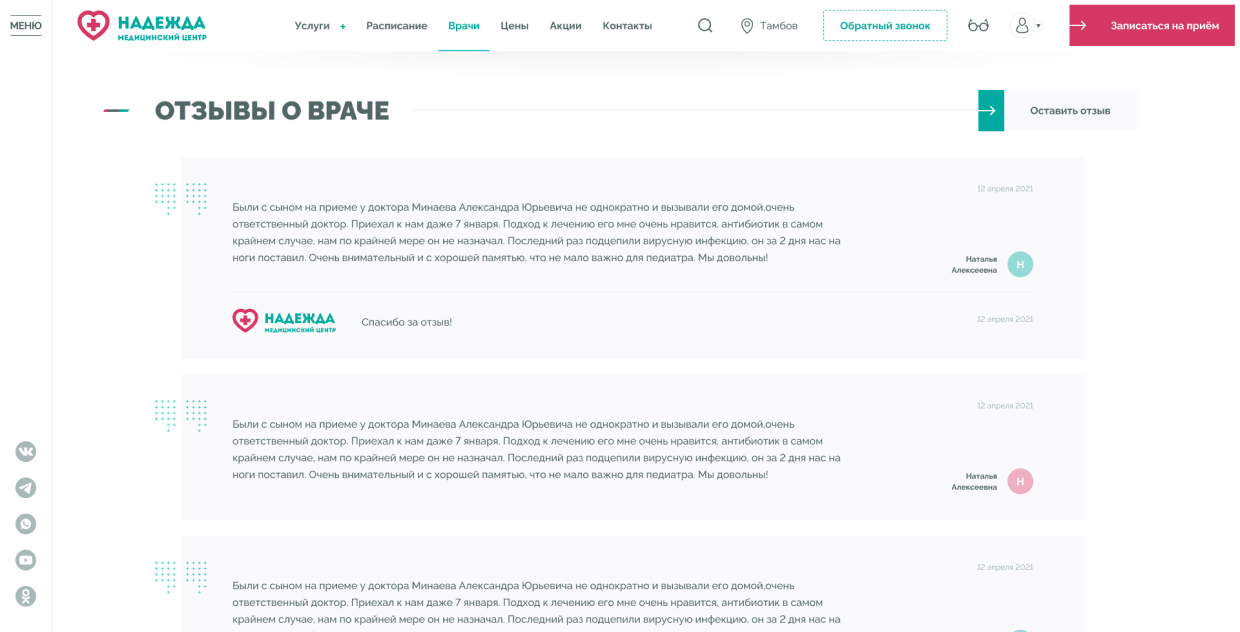 МЕНЮ
НАДЕЖДА
МЕДИЦИНСКИЙ ЦЕНТР
Услуги +
Расписание
Врачи
Цены
Акции
Контакты
Тамбов
Обратный звонок
Записаться на приём
ОТЗЫВЫ О ВРАЧЕ
Оставить отзыв
12 апреля 2021
Были с сыном на приеме у доктора Минаева Александра Юрьевича не однократно и вызывали его домой,очень
ответственный доктор. Приехал к нам даже 7 января. Подход к лечению его мне очень нравится, антибиотик в самом
крайнем случае, нам по крайней мере он не назначал. Последний раз подцепили вирусную инфекцию, он за 2 дня нас на
ноги поставил. Очень внимательный и с хорошей памятью, что не мало важно для педиатра. Мы довольны!
Наталья
Алексеевна
Н
НАДЕЖДА
МЕДИЦИНСКИЙ ЦЕНТР
Спасибо за отзыв!
12 апреля 2021
12 апреля 2021
Были с сыном на приеме у доктора Минаева Александра Юрьевича не однократно и вызывали его домой,очень
ответственный доктор. Приехал к нам даже 7 января. Подход к лечению его мне очень нравится, антибиотик в самом
крайнем случае, нам по крайней мере он не назначал. Последний раз подцепили вирусную инфекцию, он за 2 дня нас на
ноги поставил. Очень внимательный и с хорошей памятью, что не мало важно для педиатра. Мы довольны!
Наталья
Алексеевна
Н
12 апреля 2021
Были с сыном на приеме у доктора Минаева Александра Юрьевича не однократно и вызывали его домой,очень
ответственный доктор. Приехал к нам даже 7 января. Подход к лечению его мне очень нравится, антибиотик в самом
крайнем случае, нам по крайней мере он не назначал. Последний раз подцепили вирусную инфекцию, он за 2 дня нас на